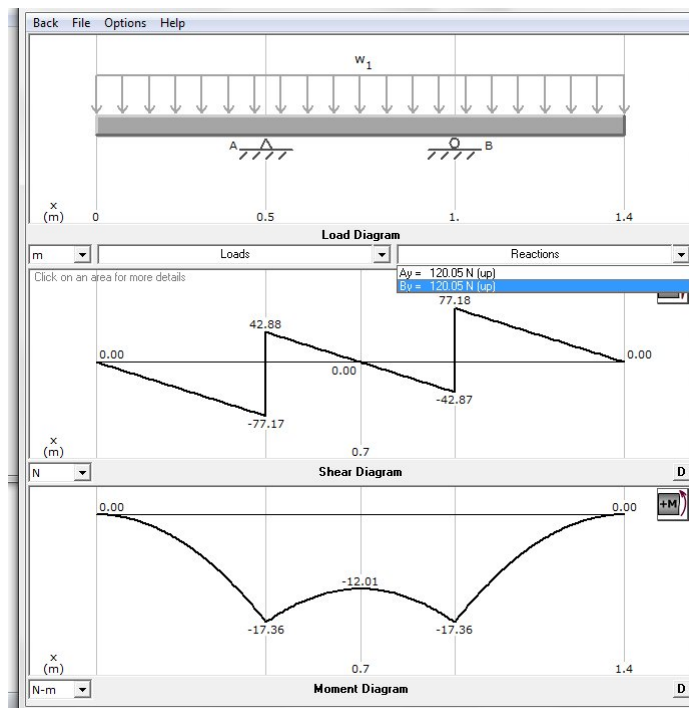 Back File Options Help
w1
A B
x
(m) 0 0.5 1. 1.4
Load Diagram
m Loads Reactions
Click on an area for more details
Ay = 120.05 N (up)
By = 120.05 N (up)
77.18
42.88
0.00 0.00 0.00
-42.87
-77.17
x
(m) 0.7
N Shear Diagram D
0.00 0.00 +M
-12.01
-17.36 -17.36
x
(m) 0.7 1.4
N-m Moment Diagram D